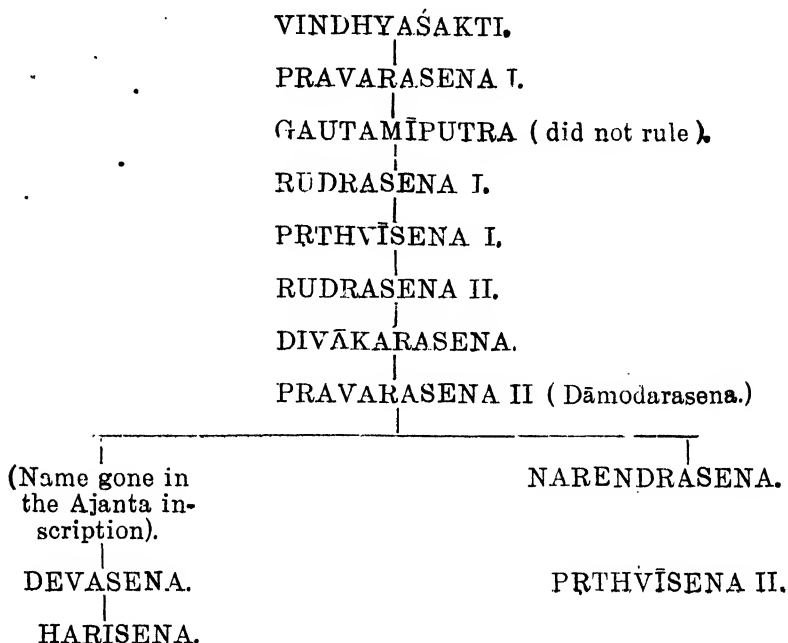 VINDHYAŚAKTI.
PRAVARASENA I.
GAUTAMĪPUTRA ( did not rule ).
RUDRASENA I.
PṚTHVĪSENA I.
RUDRASENA II.
DIVĀKARASENA.
PRAVARASENA II ( Dāmodarasena.)
(Name gone in
the Ajanta in-
scription).
NARENDRASENA.
DEVASENA.
PṚTHVĪSENA II.
HARISENA.